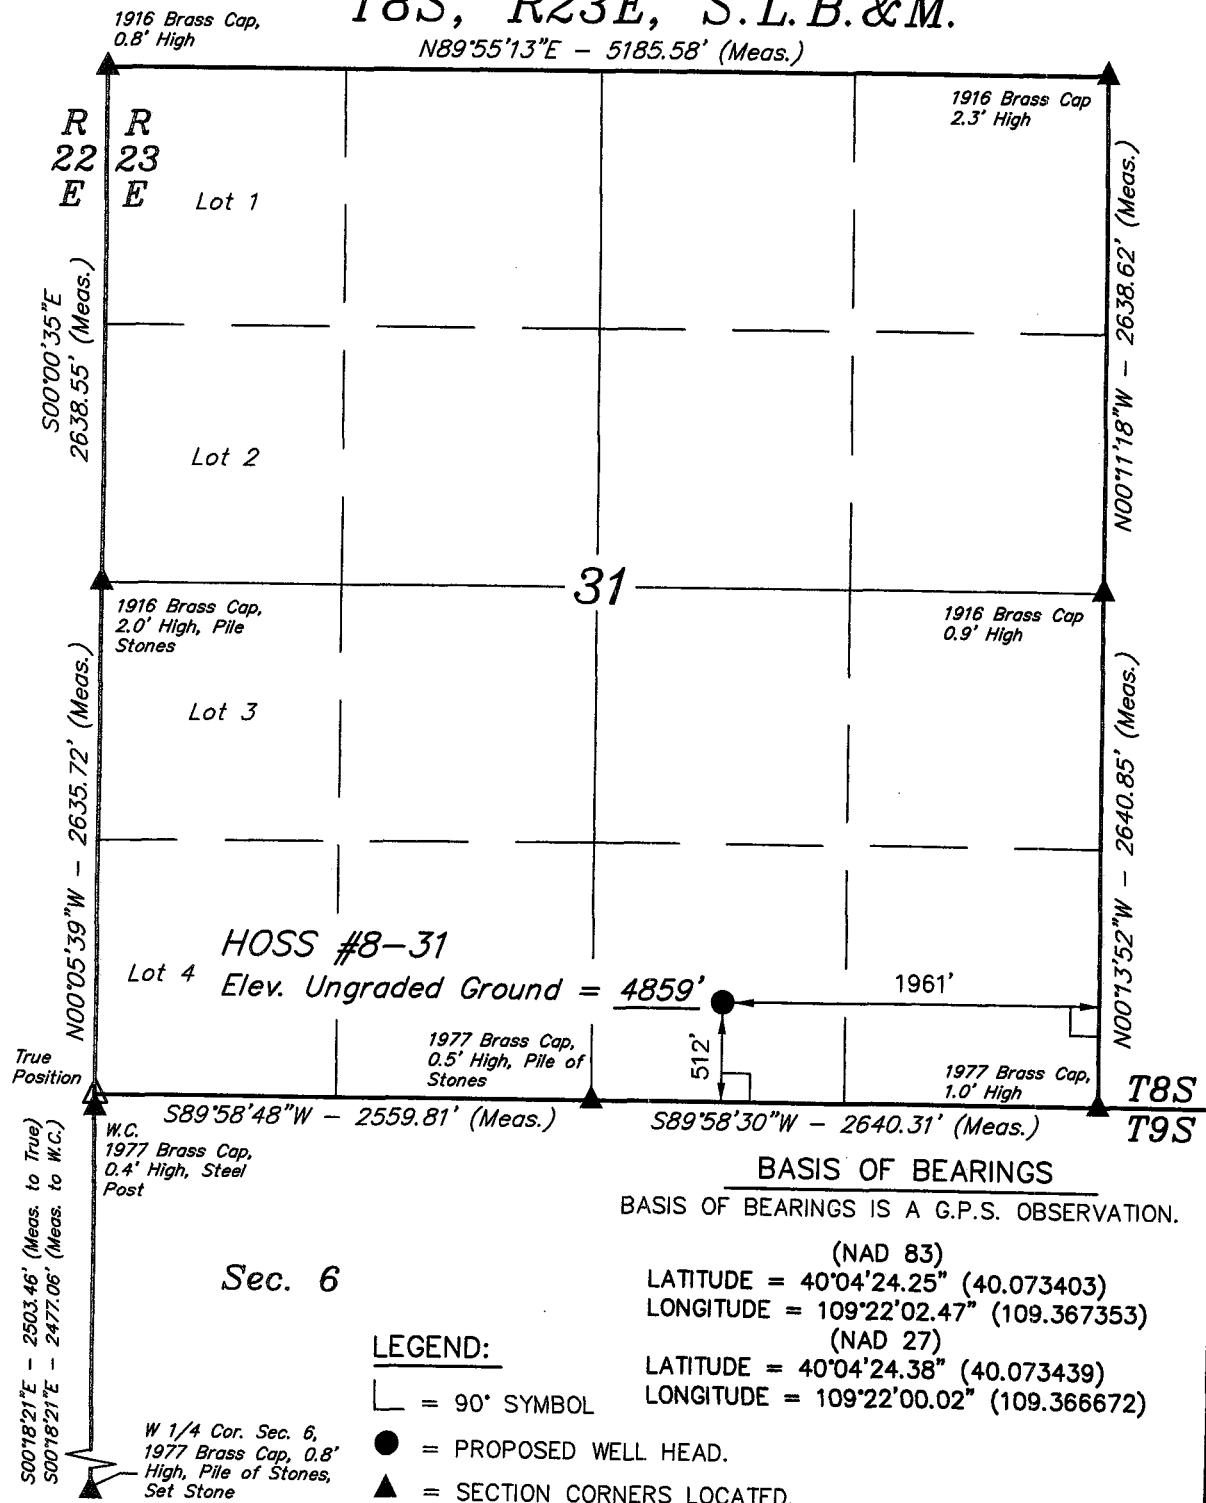 T8S, R23E, S.L.B.&M.
1916 Brass Cap,
0.8' High
N89°55'13"E - 5185.58' (Meas.)
1916 Brass Cap
2.3' High
R R
22 23
E E
Lot 1
S00°00'35"E
2638.55' (Meas.)
N00°11'18"W - 2638.62' (Meas.)
Lot 2
31
1916 Brass Cap,
2.0' High, Pile
Stones
1916 Brass Cap
0.9' High
Lot 3
N00°05'39"W - 2635.72' (Meas.)
N00°13'52"W - 2640.85' (Meas.)
HOSS #8-31
Lot 4
Elev. Ungraded Ground = 4859'
1961'
512'
1977 Brass Cap,
0.5' High, Pile of
Stones
True
Position
1977 Brass Cap,
1.0' High
T8S
T9S
S89°58'48"W - 2559.81' (Meas.)
S89°58'30"W - 2640.31' (Meas.)
W.C.
1977 Brass Cap,
0.4' High, Steel
Post
S00°18'21"E - 2503.46' (Meas. to True)
S00°18'21"E - 2477.06' (Meas. to W.C.)
BASIS OF BEARINGS
BASIS OF BEARINGS IS A G.P.S. OBSERVATION.
Sec. 6
(NAD 83)
LATITUDE = 40°04'24.25" (40.073403)
LONGITUDE = 109°22'02.47" (109.367353)
(NAD 27)
LATITUDE = 40°04'24.38" (40.073439)
LONGITUDE = 109°22'00.02" (109.366672)
LEGEND:
= 90° SYMBOL
= PROPOSED WELL HEAD.
= SECTION CORNERS LOCATED.
W 1/4 Cor. Sec. 6,
1977 Brass Cap, 0.8'
High, Pile of Stones,
Set Stone